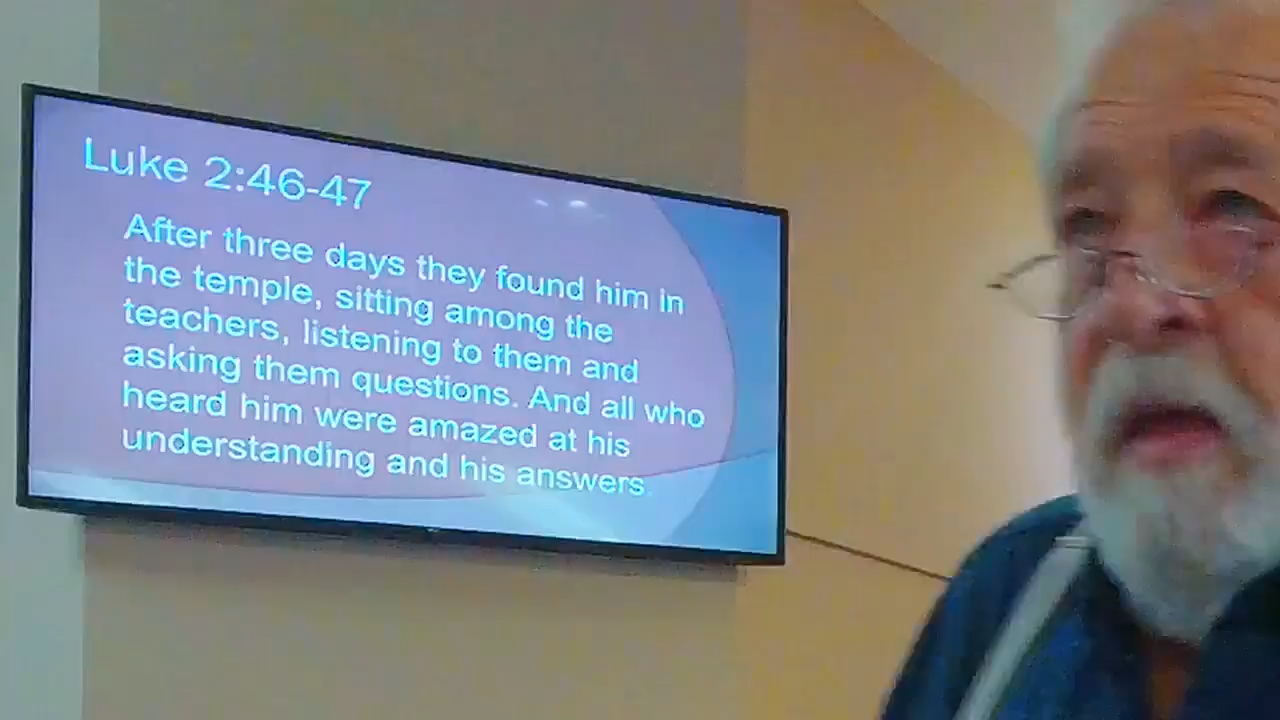 Luke 2:46-47
After three days they found him in
the temple, sitting among the
teachers, listening to them and
asking them questions. And all who
heard him were amazed at his
understanding and his answers.